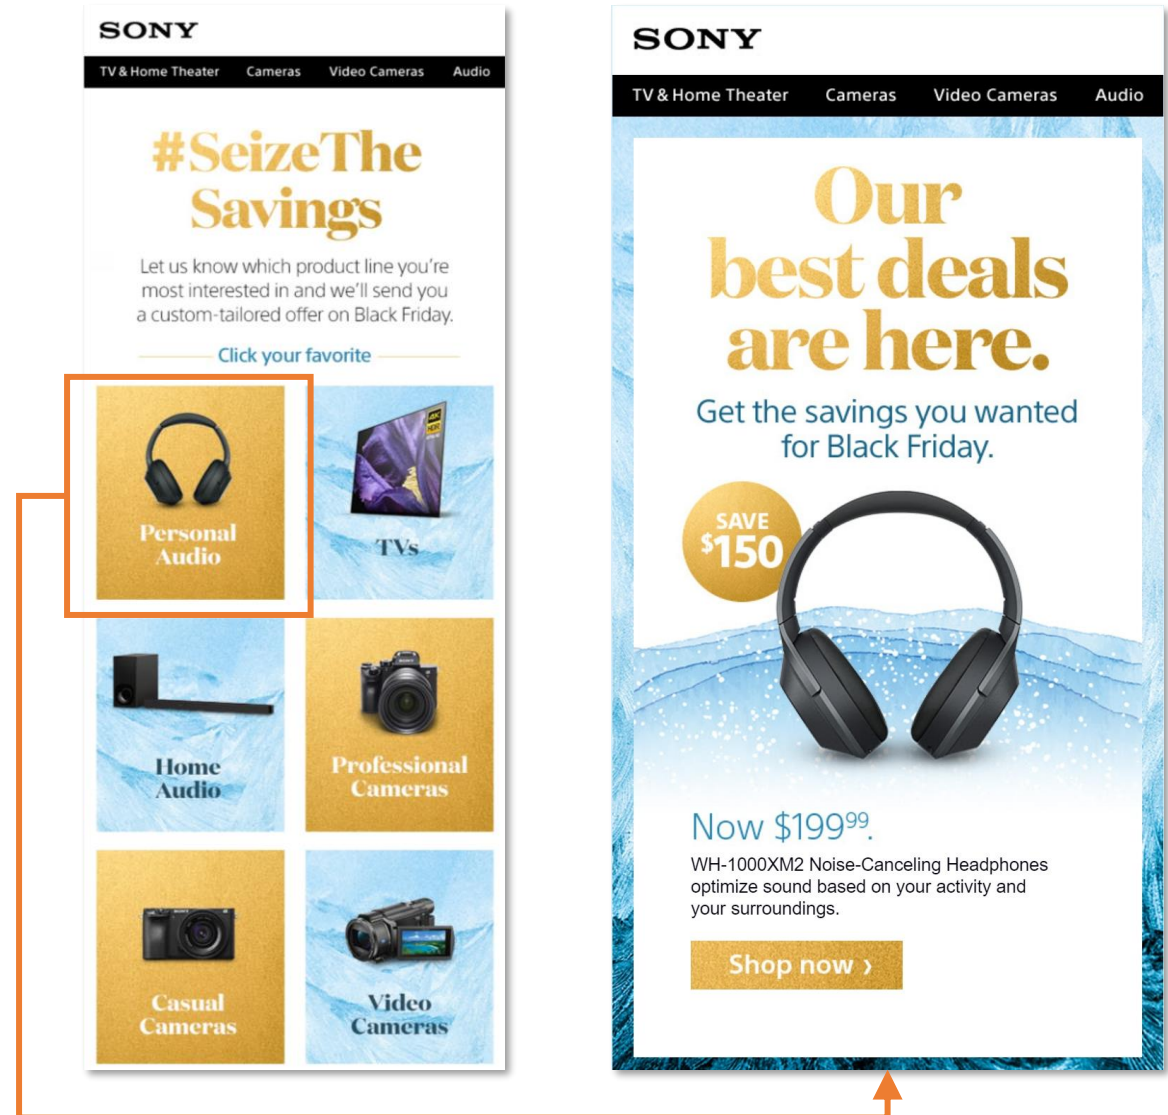 SONY
TV & Home Theater Cameras Video Cameras Audio
#SeizeThe
Savings
Let us know which product line you're
most interested in and we'll send you
a custom-tailored offer on Black Friday.
Click your favorite
Personal
Audio
4K
HDR
TVs
Home
Audio
SONY
Professional
Cameras
Casual
Cameras
Video
Cameras
SONY
TV & Home Theater Cameras Video Cameras Audio
Our
best deals
are here.
Get the savings you wanted
for Black Friday.
SAVE
$150
Now $199⁹⁹.
WH-1000XM2 Noise-Canceling Headphones
optimize sound based on your activity and
your surroundings.
Shop now ›